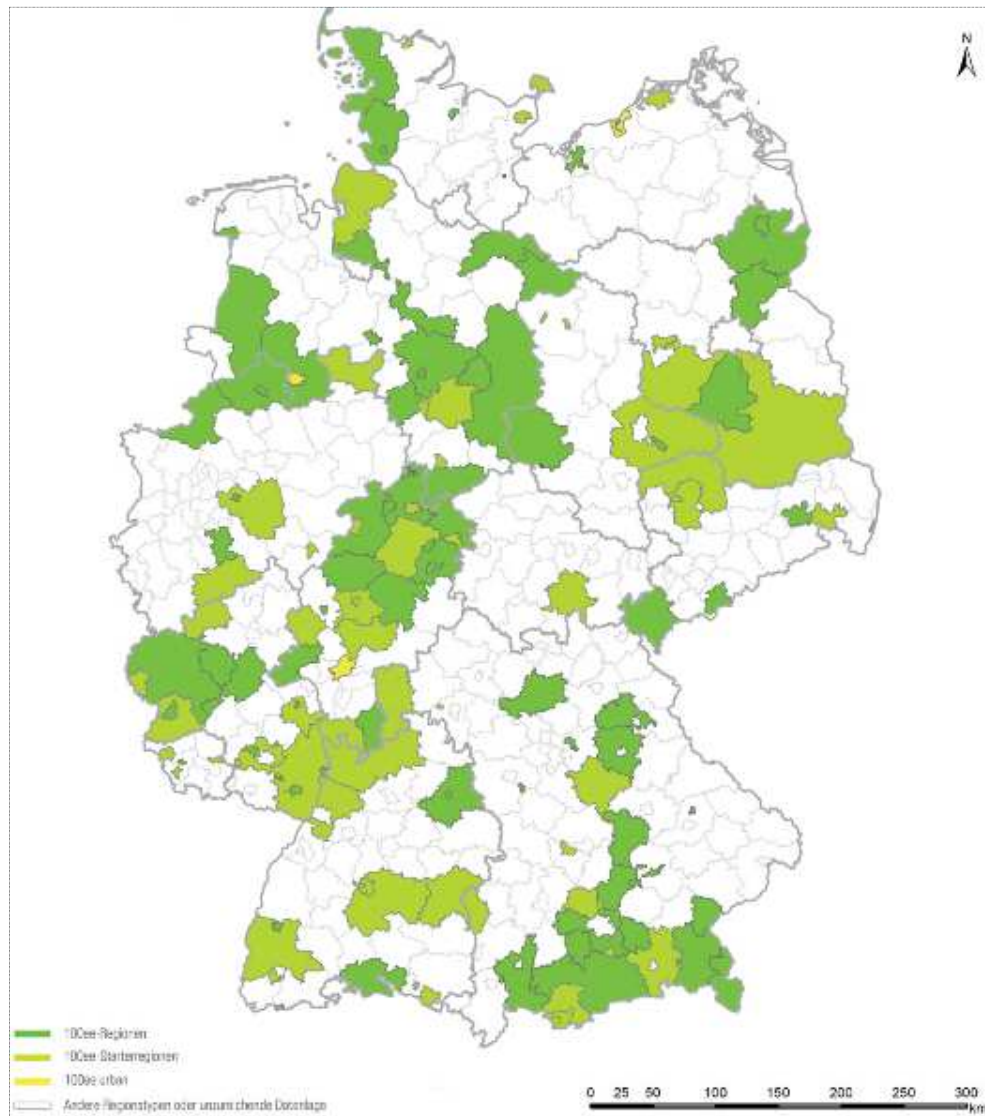 N
100ee-Regionen
100ee-Starterregionen
100ee urban
Andere Regionstypen oder unzureichende Datenlage
0 25 50 100 150 200 250 300
km